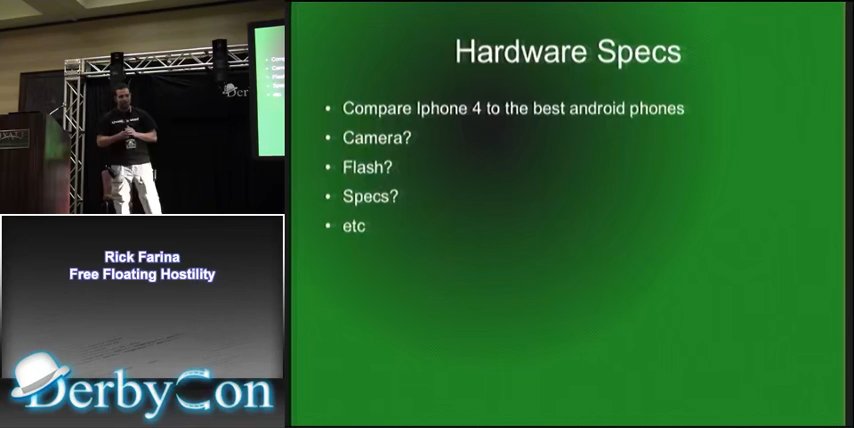 Hardware Specs
• Compare Iphone 4 to the best android phones
• Camera?
• Flash?
• Specs?
• etc
Rick Farina
Free Floating Hostility
DerbyCon
Der